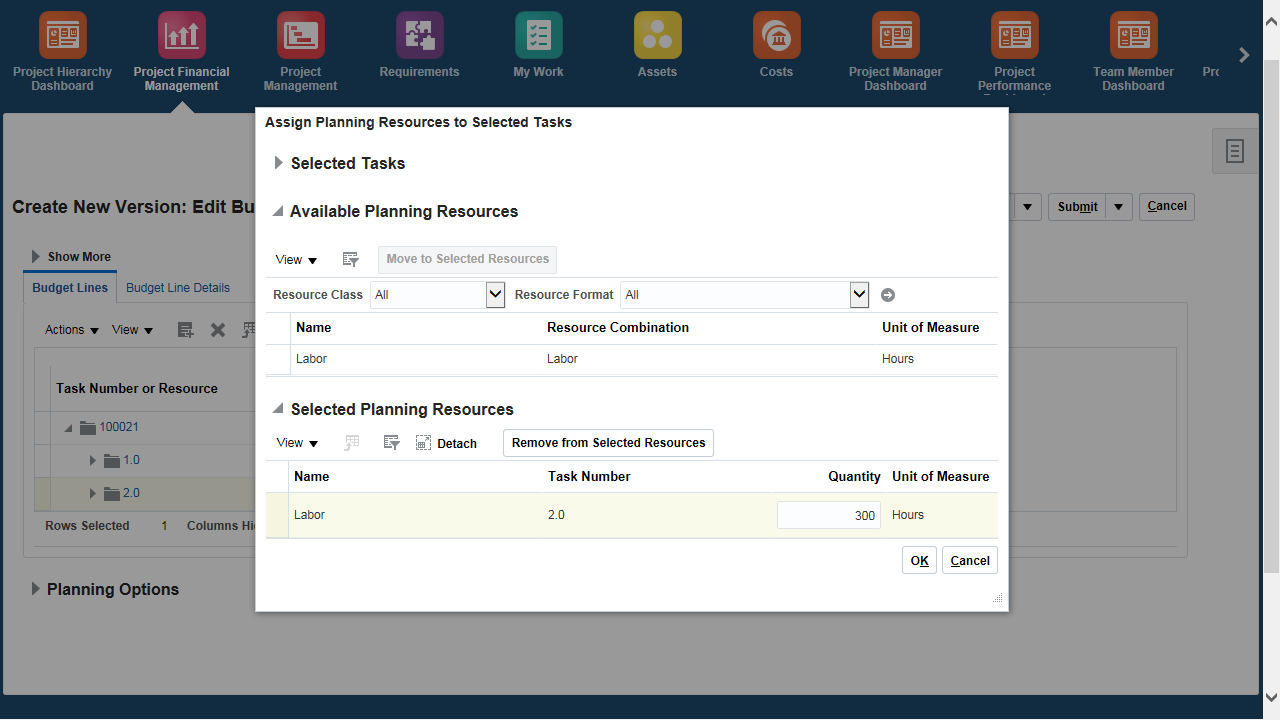 Project Hierarchy
Dashboard
Project Financial
Management
Project
Management
Requirements
My Work
Assets
Costs
Project Manager
Dashboard
Project
Performance
Team Member
Dashboard
Assign Planning Resources to Selected Tasks
Selected Tasks
Create New Version: Edit Bu
Submit
Cancel
Available Planning Resources
Show More
View
Move to Selected Resources
Budget Lines
Budget Line Details
Resource Class
All
Resource Format
All
Actions
View
Name
Resource Combination
Unit of Measure
Labor
Labor
Hours
Task Number or Resource
100021
1.0
2.0
Rows Selected 1 Columns Hi
Selected Planning Resources
View
Detach
Remove from Selected Resources
Name
Task Number
Quantity
Unit of Measure
Labor
2.0
300
Hours
OK
Cancel
Planning Options